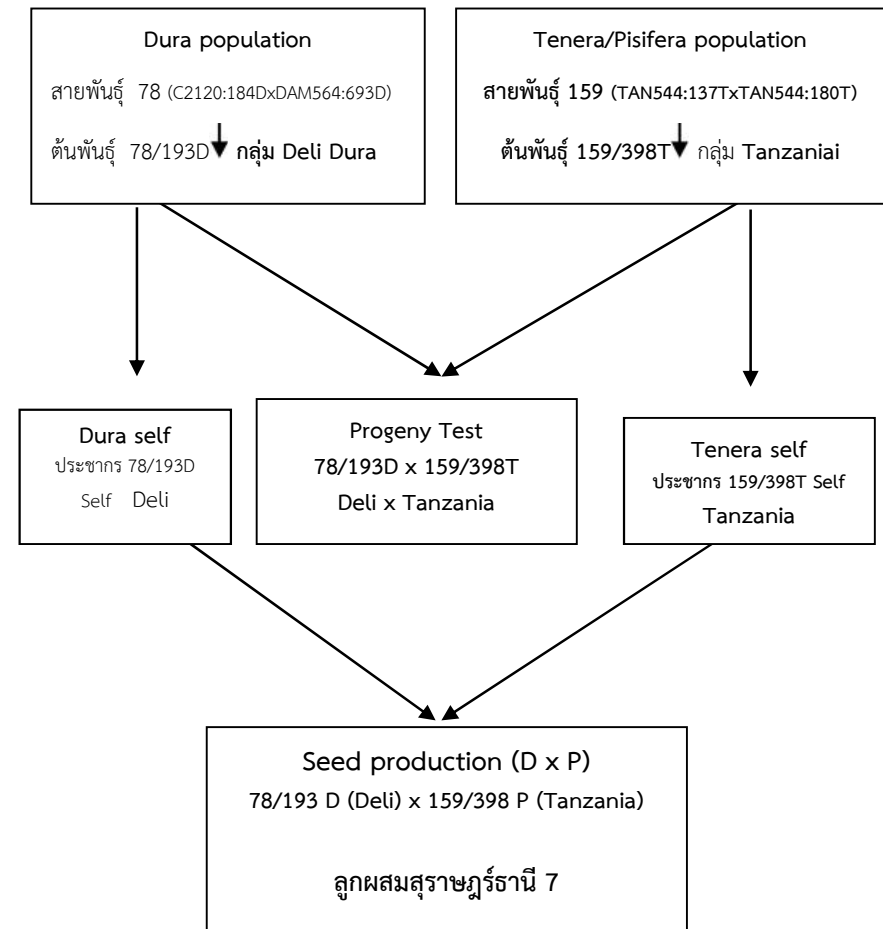 Dura population
สายพันธุ์ 78 (C2120:184DxDAM564:693D)
ต้นพันธุ์ 78/193D กลุ่ม Deli Dura
Tenera/Pisifera population
สายพันธุ์ 159 (TAN544:137TxTAN544:180T)
ต้นพันธุ์ 159/398T กลุ่ม Tanzaniai
Dura self
ประชากร 78/193D
Self Deli
Progeny Test
78/193D x 159/398T
Deli x Tanzania
Tenera self
ประชากร 159/398T Self
Tanzania
Seed production (D x P)
78/193 D (Deli) x 159/398 P (Tanzania)
ลูกผสมสุราษฎร์ธานี 7